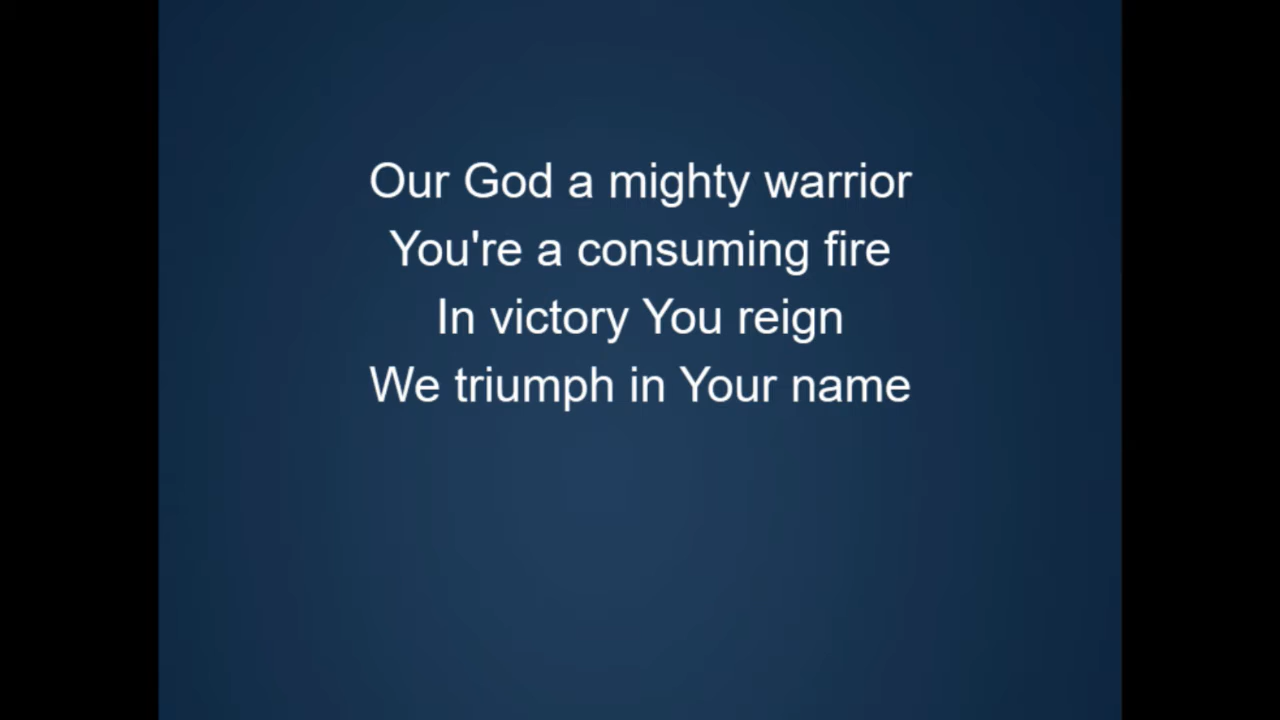 Our God a mighty warrior
You're a consuming fire
In victory You reign
We triumph in Your name